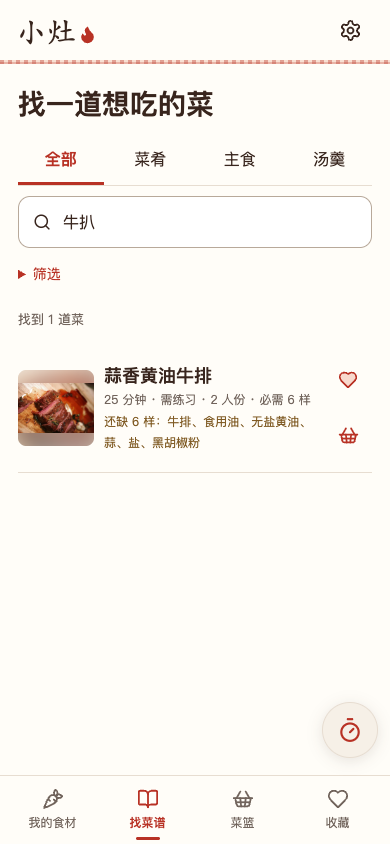 小灶
找一道想吃的菜
全部 菜肴 主食 汤羹
牛扒
筛选
找到 1 道菜
蒜香黄油牛排
25 分钟 · 需练习 · 2 人份 · 必需 6 样
还缺 6 样：牛排、食用油、无盐黄油、
蒜、盐、黑胡椒粉
我的食材 找菜谱 菜篮 收藏